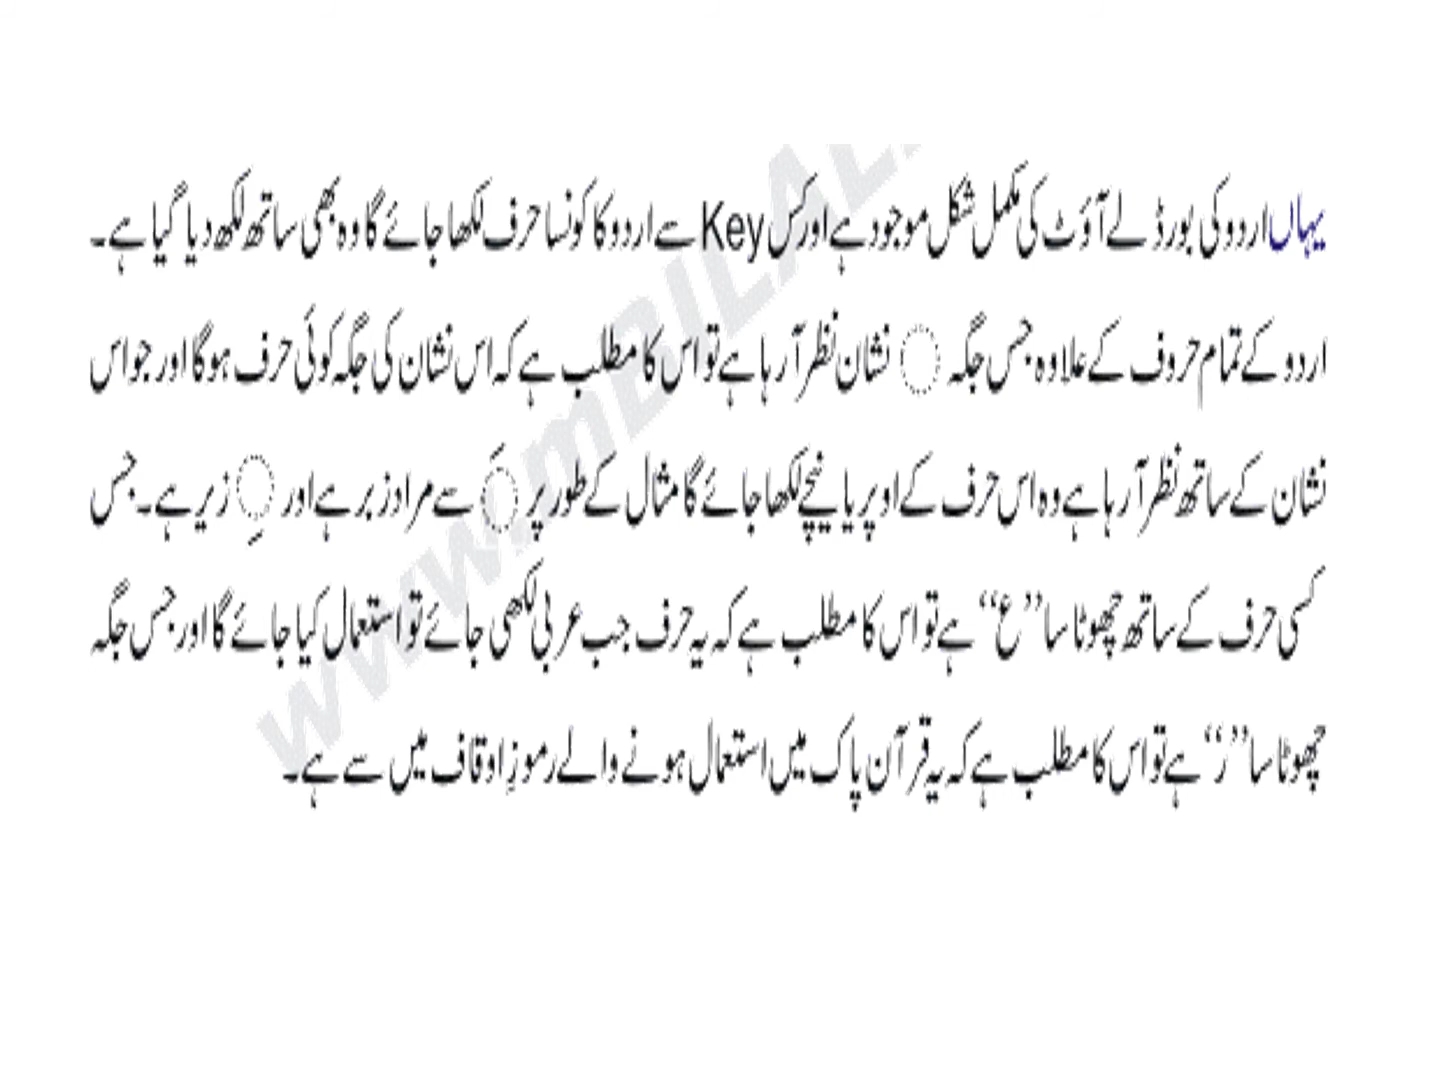 یہاں اردو کی بورڈ لے آؤٹ کی مکمل شکل موجود ہے اور کس Key سے اردو کا کونسا حرف لکھا جائے گا وہ بھی ساتھ لکھ دیا گیا ہے۔
اردو کے تمام حروف کے علاوہ جس جگہ ◌ نشان نظر آ رہا ہے تو اس کا مطلب ہے کہ اس نشان کی جگہ کوئی حرف ہو گا اور جو اس
نشان کے ساتھ نظر آ رہا ہے وہ اس حرف کے اوپر یا نیچے لکھا جائے گا مثال کے طور پر ◌َ سے مراد زبر ہے اور ◌ِ زیر ہے۔ جس
کسی حرف کے ساتھ چھوٹا سا ”ع“ ہے تو اس کا مطلب ہے کہ یہ حرف جب عربی لکھی جائے تو استعمال کیا جائے گا اور جس جگہ
چھوٹا سا ”ر“ ہے تو اس کا مطلب ہے کہ یہ قرآن پاک میں استعمال ہونے والے رموزِ اوقاف میں سے ہے۔
www.mBILAL